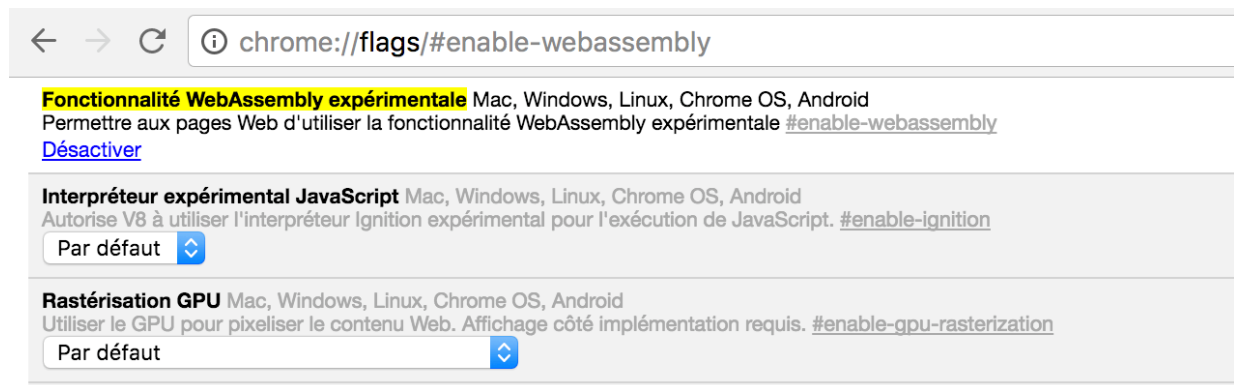 chrome://flags/#enable-webassembly
Fonctionnalité WebAssembly expérimentale Mac, Windows, Linux, Chrome OS, Android
Permettre aux pages Web d'utiliser la fonctionnalité WebAssembly expérimentale #enable-webassembly
Désactiver
Interpréteur expérimental JavaScript Mac, Windows, Linux, Chrome OS, Android
Autorise V8 à utiliser l'interpréteur Ignition expérimental pour l'exécution de JavaScript. #enable-ignition
Par défaut
Rastérisation GPU Mac, Windows, Linux, Chrome OS, Android
Utiliser le GPU pour pixeliser le contenu Web. Affichage côté implémentation requis. #enable-gpu-rasterization
Par défaut